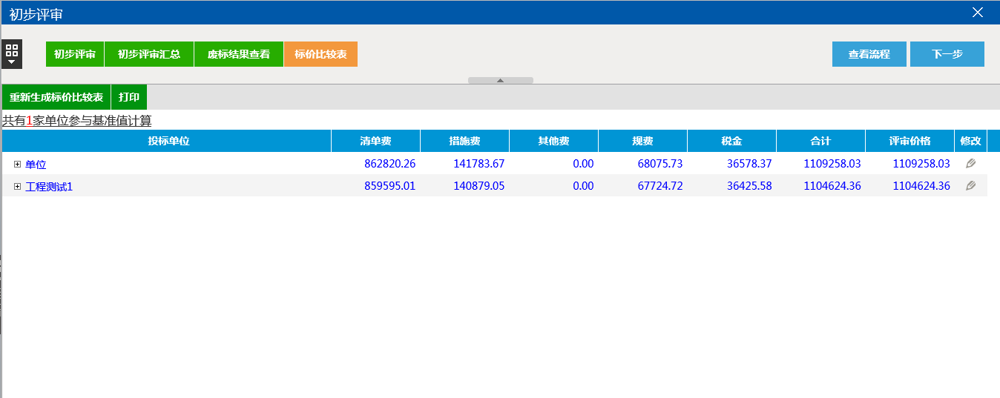 初步评审
初步评审 初步评审汇总 废标结果查看 标价比较表 查看流程 下一步
重新生成标价比较表 打印
共有1家单位参与基准值计算
投标单位 清单费 措施费 其他费 规费 税金 合计 评审价格 修改
单位 862820.26 141783.67 0.00 68075.73 36578.37 1109258.03 1109258.03
工程测试1 859595.01 140879.05 0.00 67724.72 36425.58 1104624.36 1104624.36